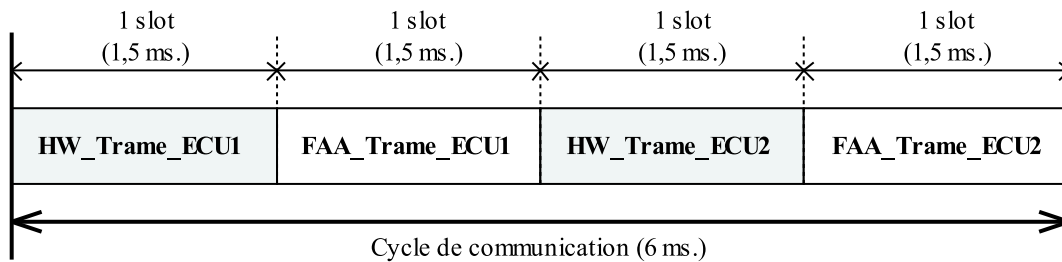 1 slot
(1,5 ms.)
1 slot
(1,5 ms.)
1 slot
(1,5 ms.)
1 slot
(1,5 ms.)
HW_Trame_ECU1
FAA_Trame_ECU1
HW_Trame_ECU2
FAA_Trame_ECU2
Cycle de communication (6 ms.)